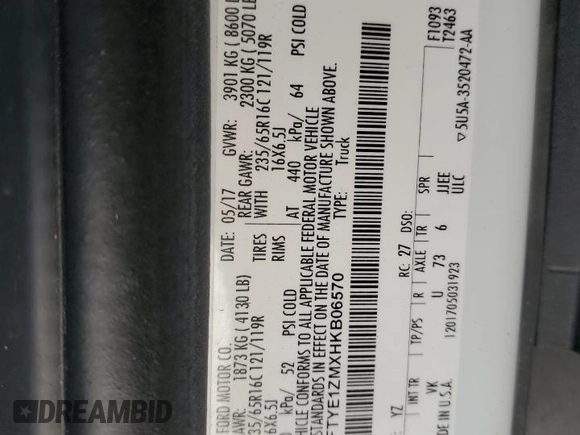 FORD MOTOR CO. DATE: 05/17 GVWR: 3901 KG ( 8600 L
AWR: 1873 KG ( 4130 LB) REAR GAWR: 2300 KG ( 5070 LB
35/65R16C 121/119R TIRES WITH 235/65R16C 121/119R
16X6.5J RIMS 16X6.5J
kPa/ 52 PSI COLD AT 440 kPa/ 64 PSI COLD
VEHICLE CONFORMS TO ALL APPLICABLE FEDERAL MOTOR VEHICLE
STANDARDS IN EFFECT ON THE DATE OF MANUFACTURE SHOWN ABOVE.
FTYE1ZMXHKB06570 TYPE: Truck
YZ RC: 27 DSO:
F1093
T2463
INT TR TP/PS R AXLE TR SPR
VK U 73 6 JJEE
ULC
DE IN U.S.A. 1201705031923 ▽5U5A-3520472-AA
DREAMBID